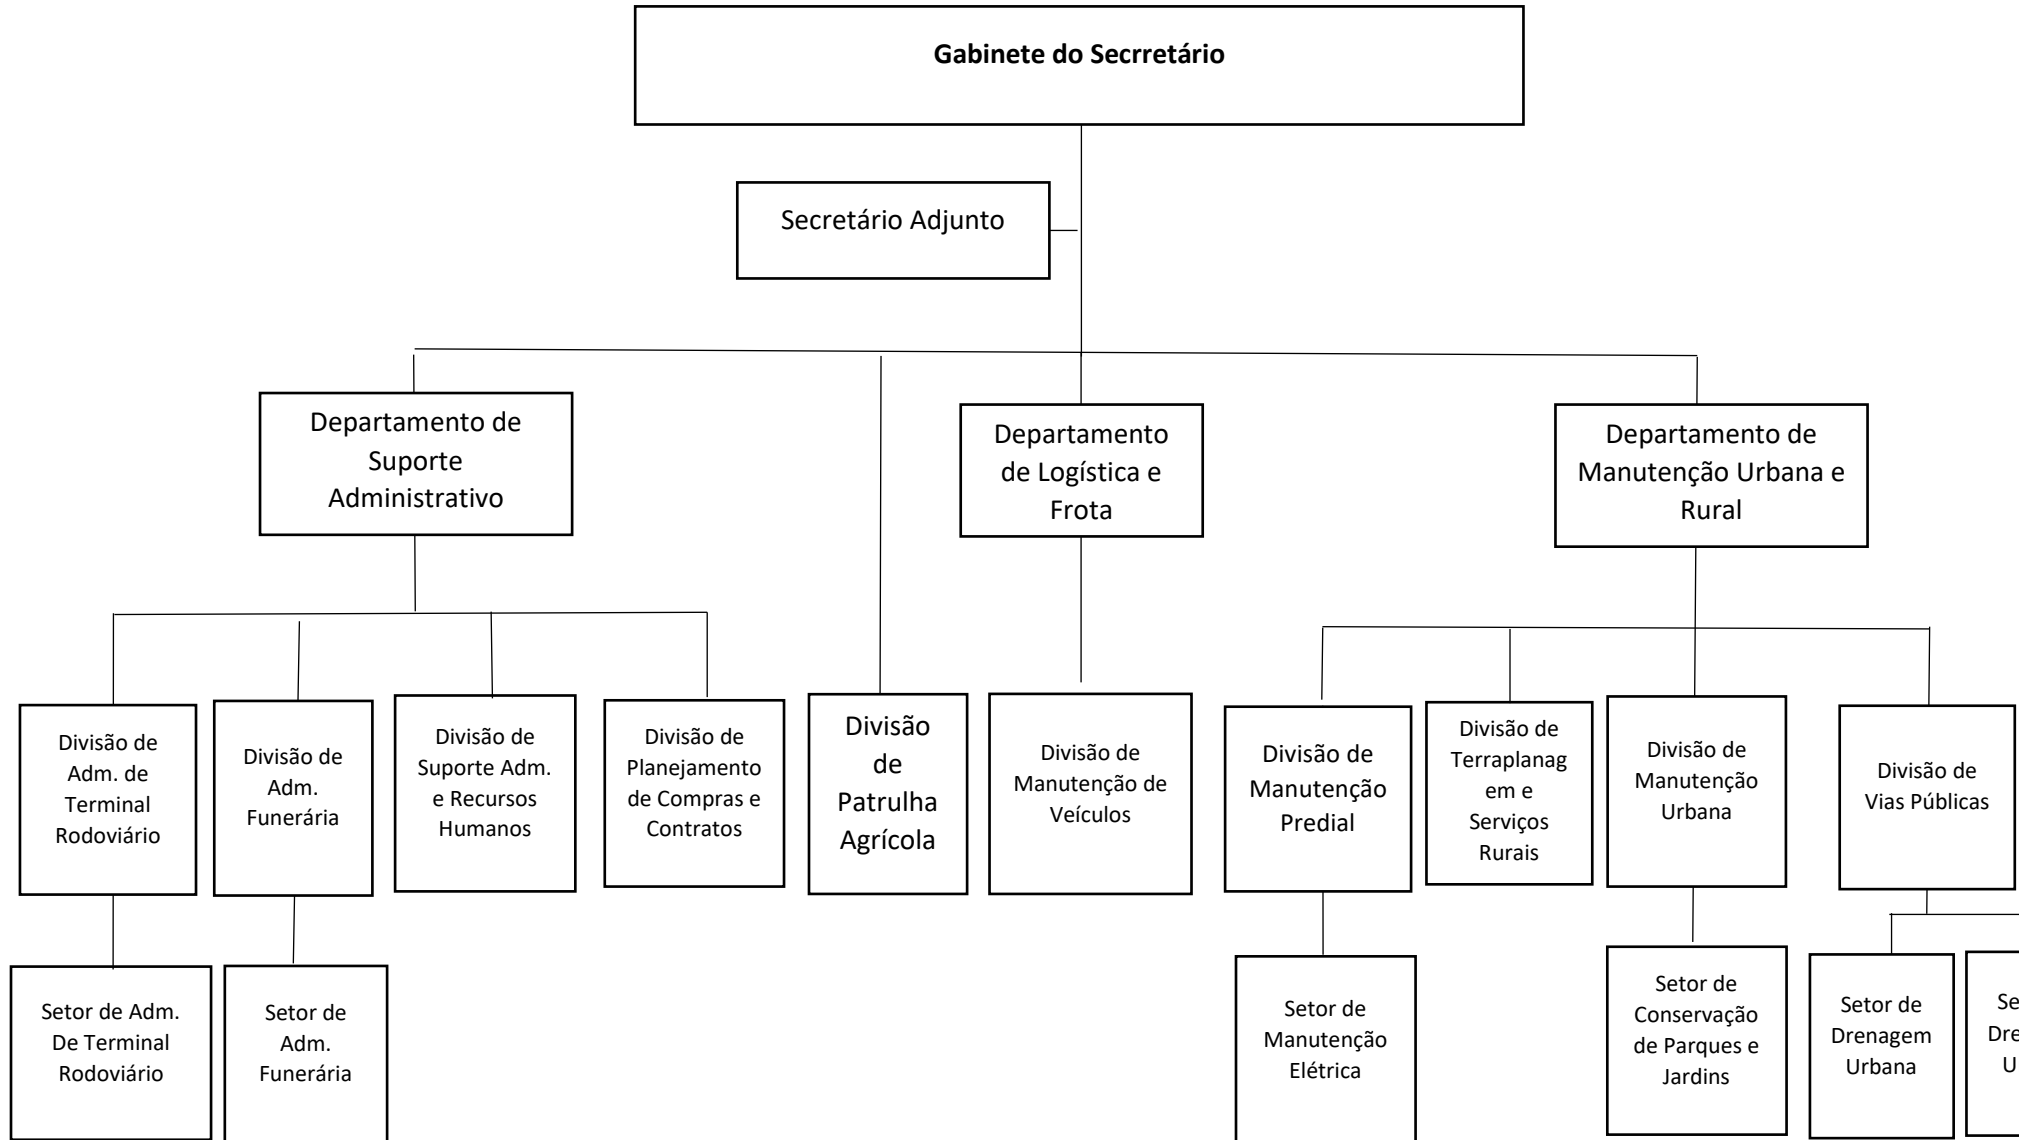 Gabinete do Secrretário
Secretário Adjunto
Departamento de
Suporte
Administrativo
Departamento
de Logística e
Frota
Departamento de
Manutenção Urbana e
Rural
Divisão de
Adm. de
Terminal
Rodoviário
Divisão de
Adm.
Funerária
Divisão de
Suporte Adm.
e Recursos
Humanos
Divisão de
Planejamento
de Compras e
Contratos
Divisão
de
Patrulha
Agrícola
Divisão de
Manutenção de
Veículos
Divisão de
Manutenção
Predial
Divisão de
Terraplanag
em e
Serviços
Rurais
Divisão de
Manutenção
Urbana
Divisão de
Vias Públicas
Setor de Adm.
De Terminal
Rodoviário
Setor de
Adm.
Funerária
Setor de
Manutenção
Elétrica
Setor de
Conservação
de Parques e
Jardins
Setor de
Drenagem
Urbana